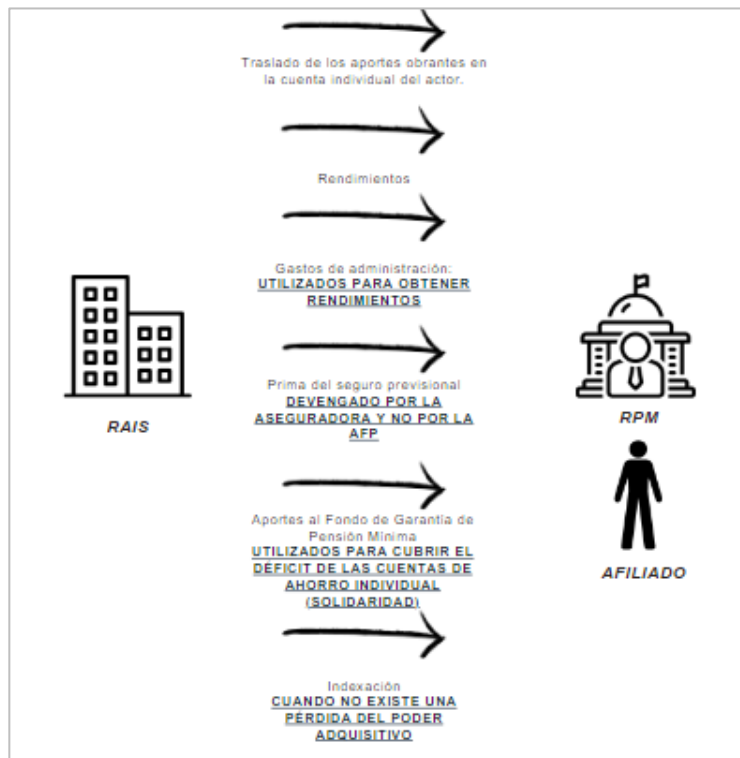 Traslado de los aportes obrantes en
la cuenta individual del actor.
Rendimientos
Gastos de administración:
UTILIZADOS PARA OBTENER
RENDIMIENTOS
Prima del seguro previsional
DEVENGADO POR LA
ASEGURADORA Y NO POR LA
AFP
RAIS
RPM
Aportes al Fondo de Garantía de
Pensión Mínima
UTILIZADOS PARA CUBRIR EL
DÉFICIT DE LAS CUENTAS DE
AHORRO INDIVIDUAL
(SOLIDARIDAD)
AFILIADO
Indexación
CUANDO NO EXISTE UNA
PÉRDIDA DEL PODER
ADQUISITIVO